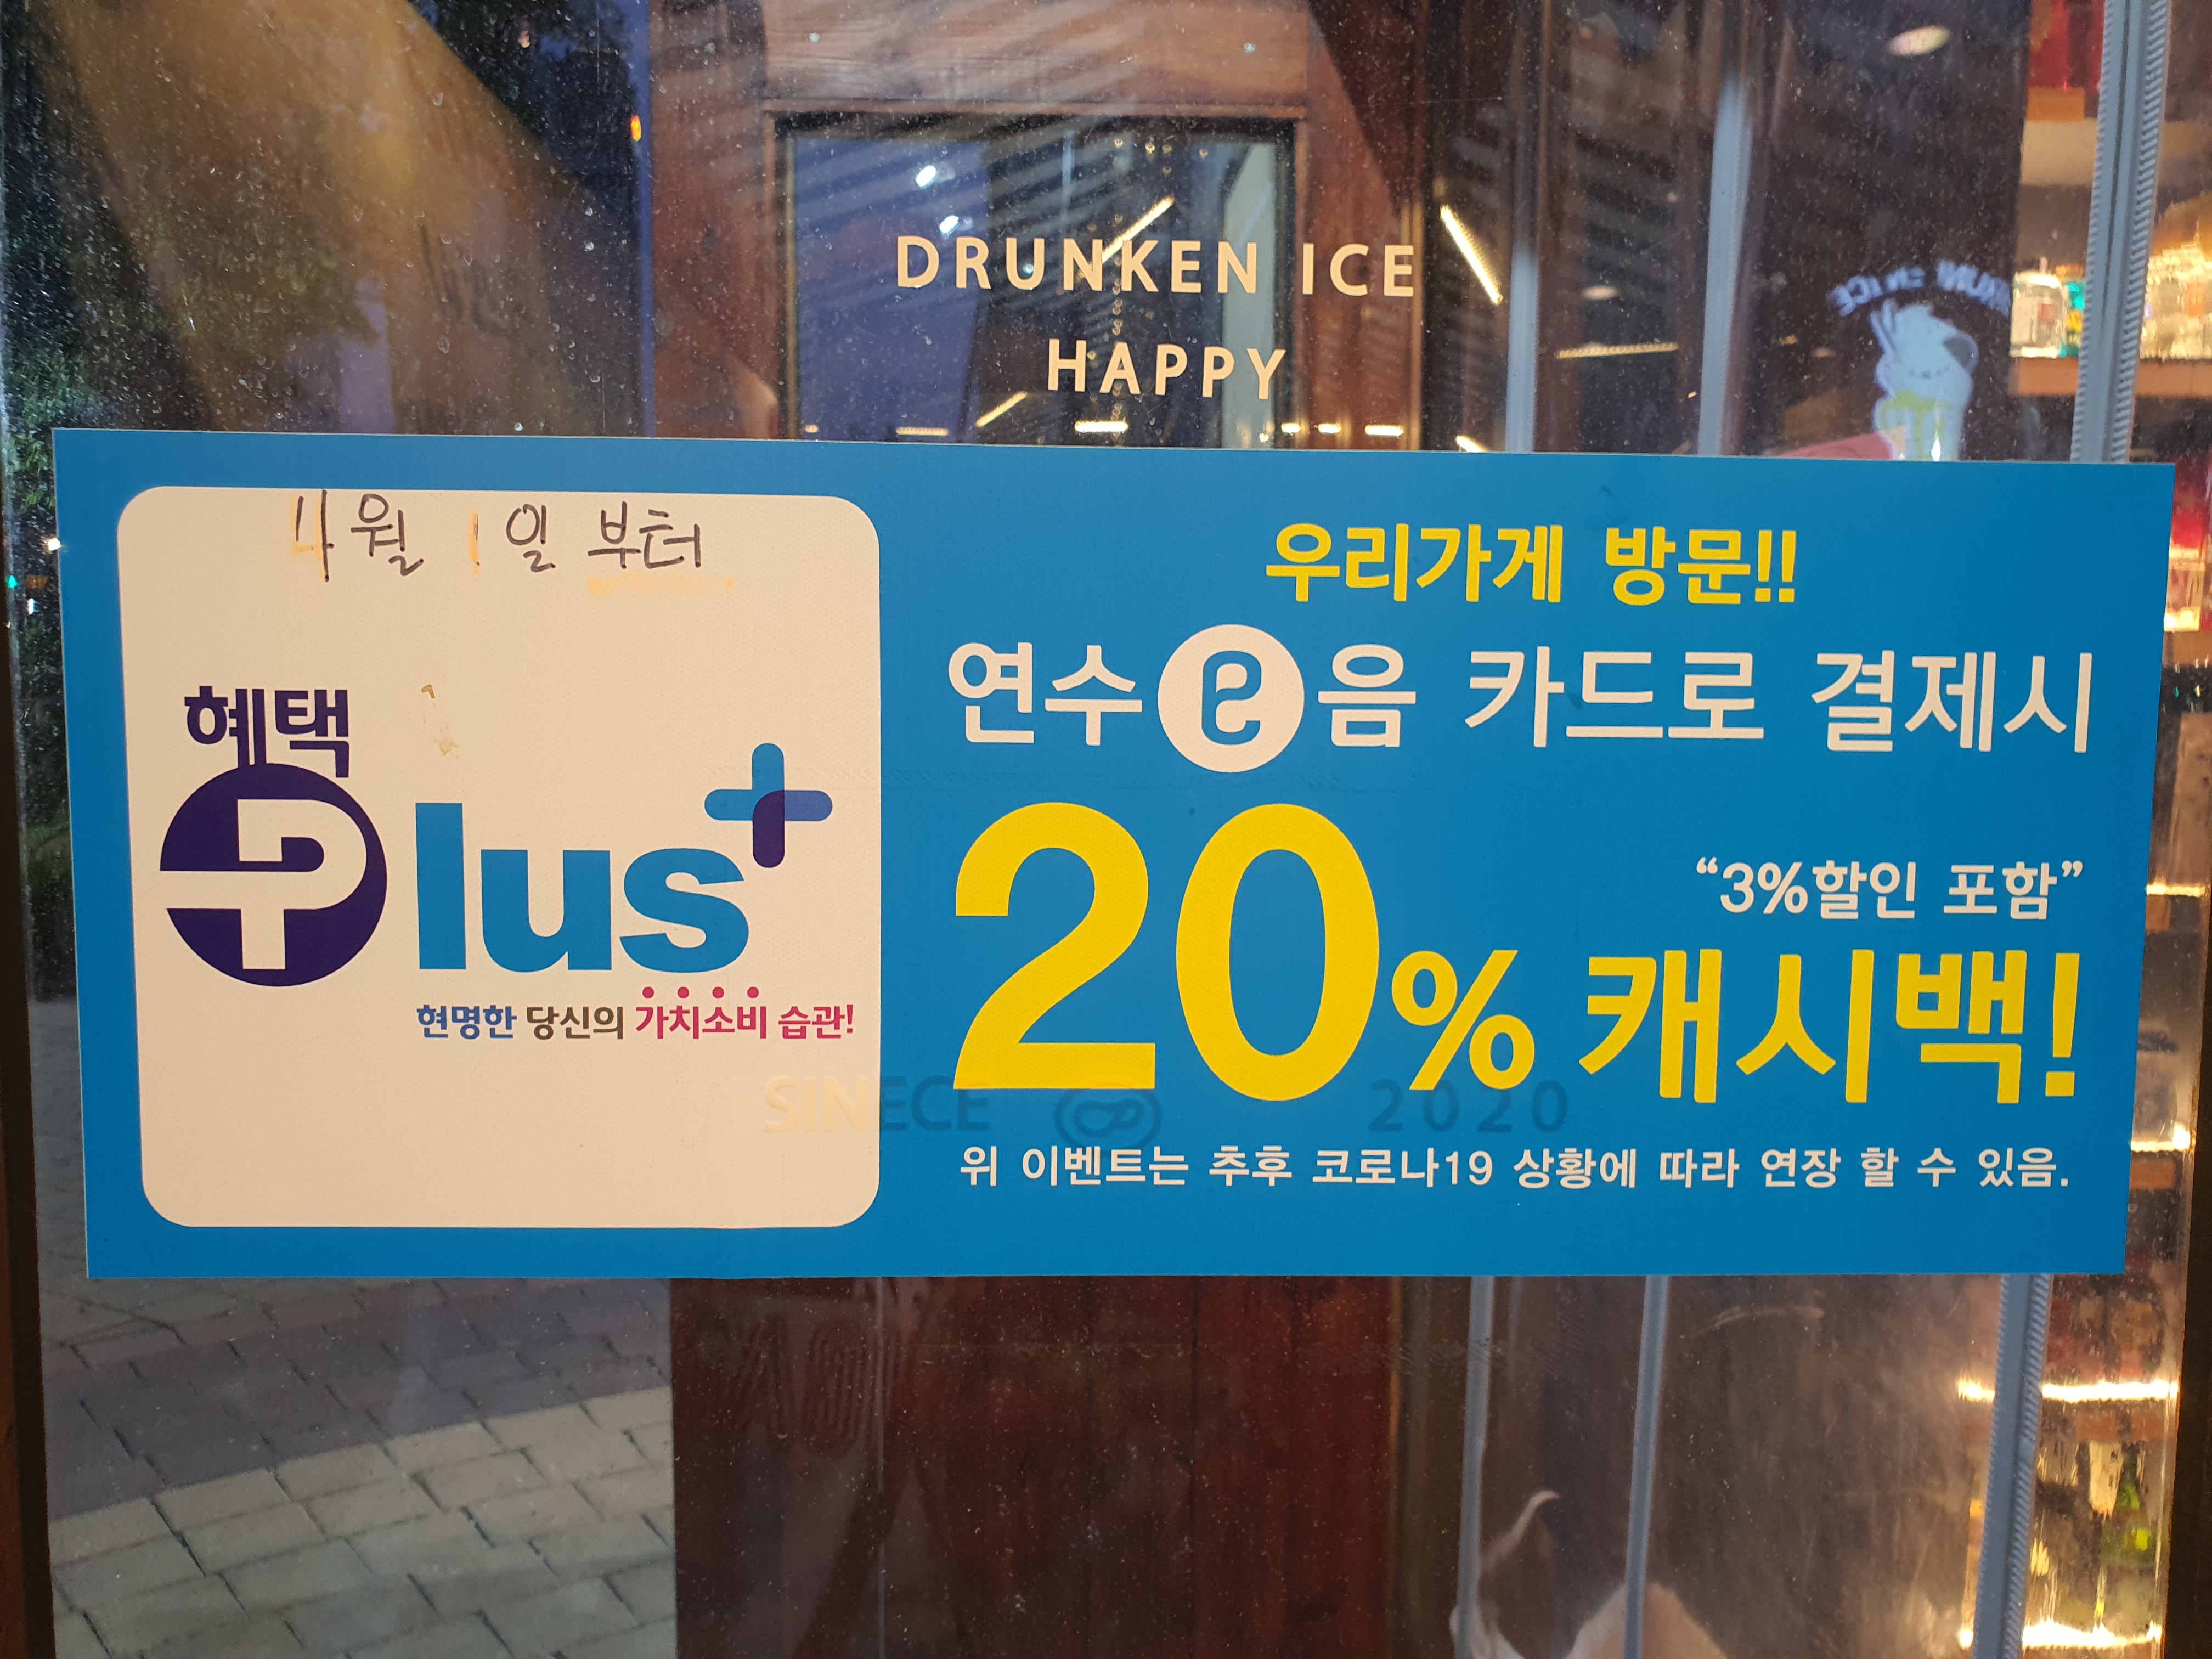 DRUNKEN ICE
HAPPY
4월 1일 부터
혜택
Plus+
현명한 당신의 가치소비 습관!
우리가게 방문!!
연수e음 카드로 결제시
20% 캐시백!
“3%할인 포함”
SINECE 2020
위 이벤트는 추후 코로나19 상황에 따라 연장 할 수 있음.